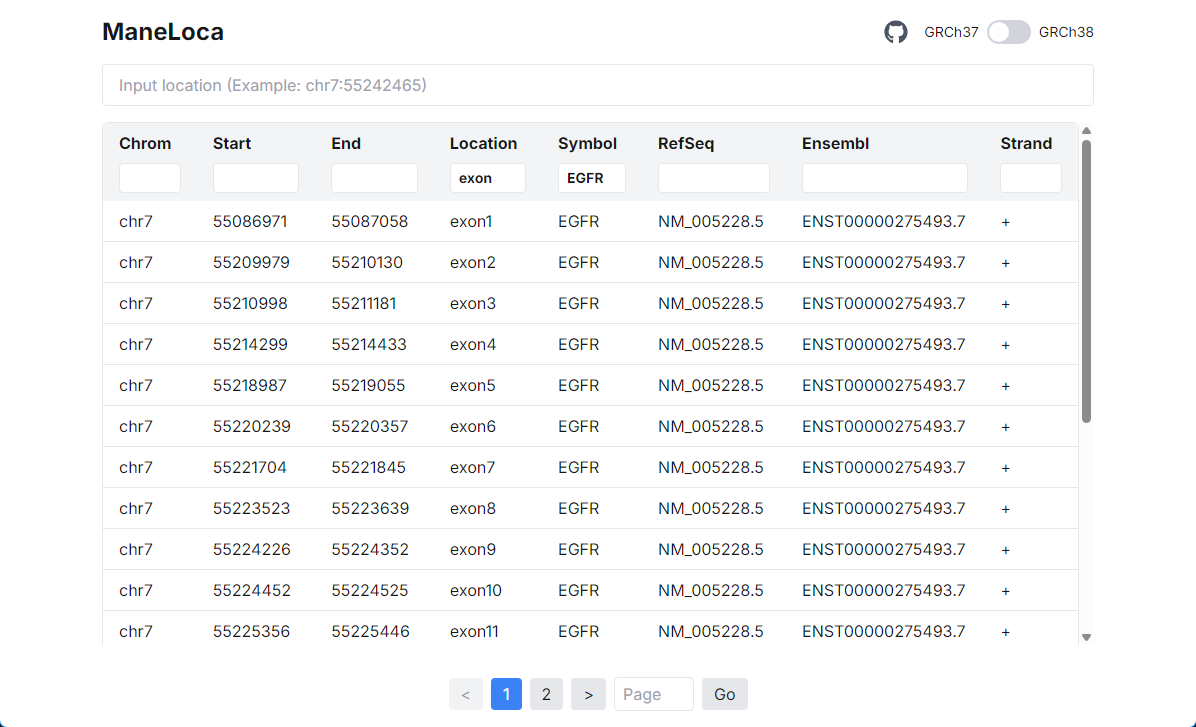 ManeLoca GRCh37 GRCh38
Input location (Example: chr7:55242465)
Chrom Start End Location Symbol RefSeq Ensembl Strand
exon EGFR
chr7 55086971 55087058 exon1 EGFR NM_005228.5 ENST00000275493.7 +
chr7 55209979 55210130 exon2 EGFR NM_005228.5 ENST00000275493.7 +
chr7 55210998 55211181 exon3 EGFR NM_005228.5 ENST00000275493.7 +
chr7 55214299 55214433 exon4 EGFR NM_005228.5 ENST00000275493.7 +
chr7 55218987 55219055 exon5 EGFR NM_005228.5 ENST00000275493.7 +
chr7 55220239 55220357 exon6 EGFR NM_005228.5 ENST00000275493.7 +
chr7 55221704 55221845 exon7 EGFR NM_005228.5 ENST00000275493.7 +
chr7 55223523 55223639 exon8 EGFR NM_005228.5 ENST00000275493.7 +
chr7 55224226 55224352 exon9 EGFR NM_005228.5 ENST00000275493.7 +
chr7 55224452 55224525 exon10 EGFR NM_005228.5 ENST00000275493.7 +
chr7 55225356 55225446 exon11 EGFR NM_005228.5 ENST00000275493.7 +
< 1 2 > Page Go